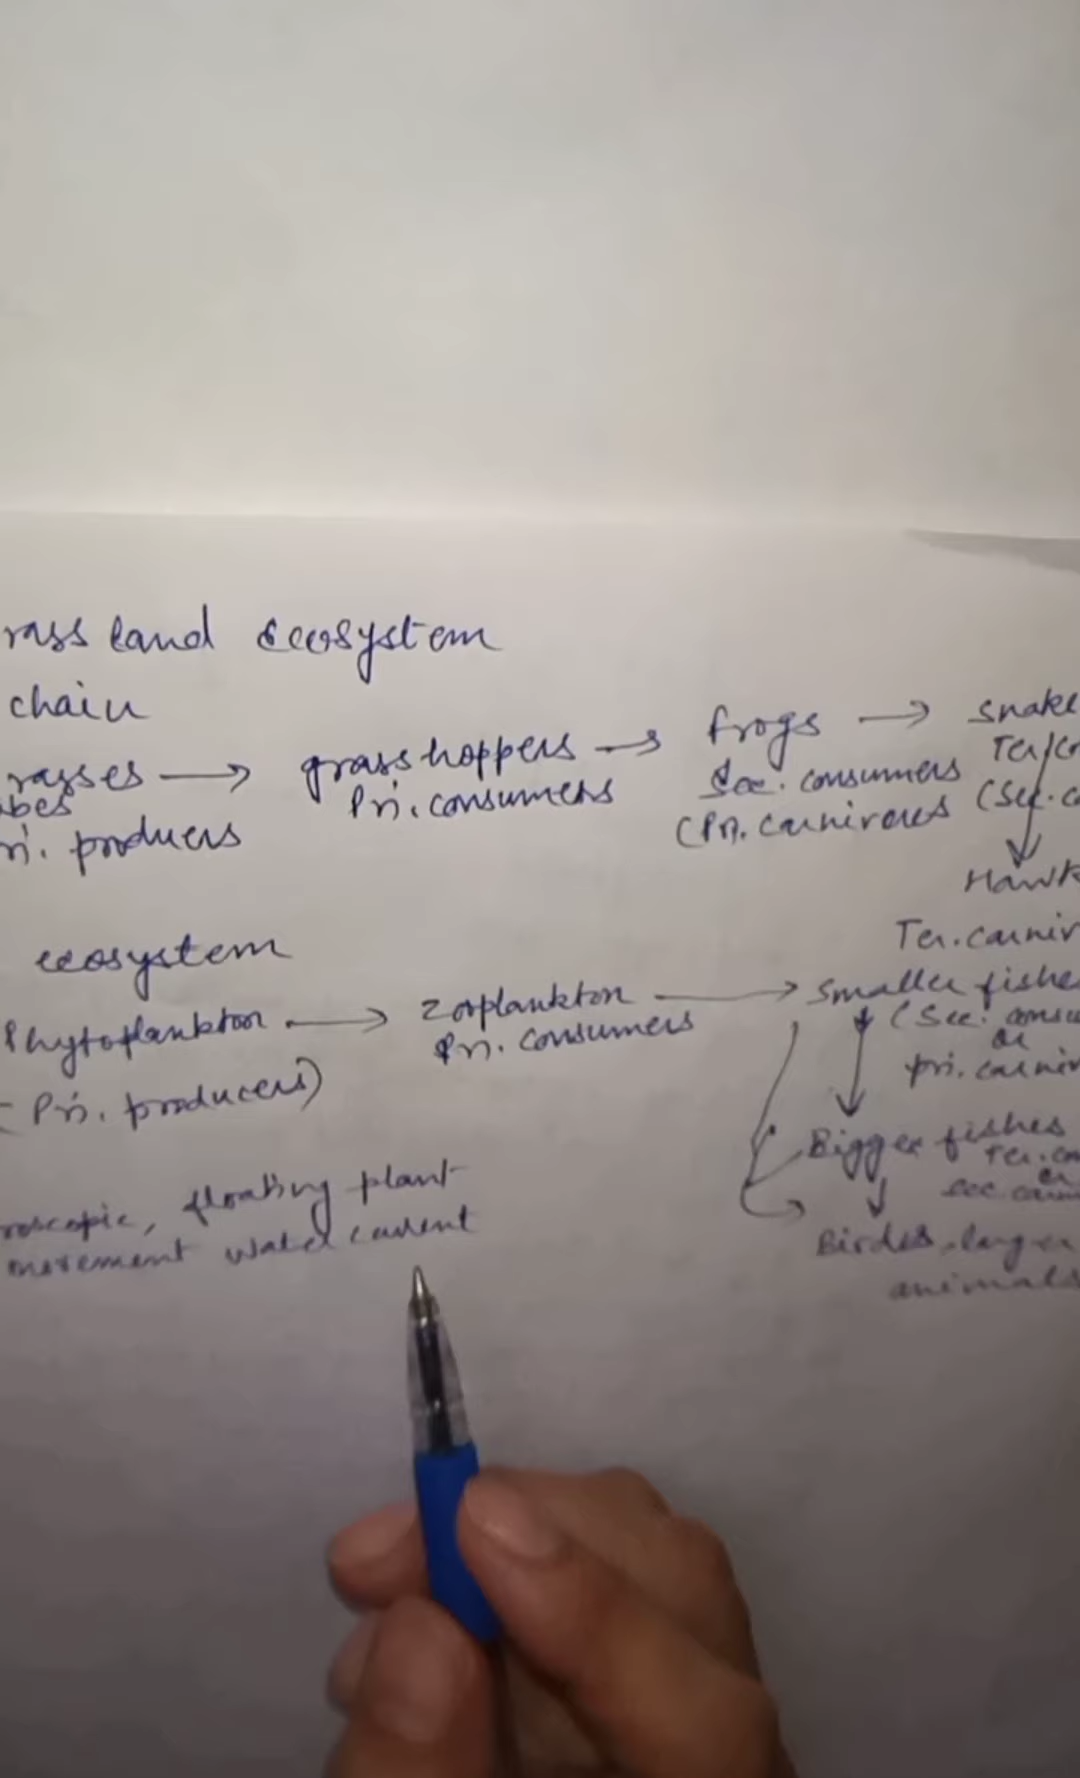 rass land Ecosystem
chain
rasses → grasshoppers → frogs → snake
Pri. consumers Sec. consumers
ri. producers (Pri. carnivores (Sec. c
Hawk
ecosystem Ter. carniv
Phytoplankton → Zooplankton → Smaller fishe
(Pri. producers) Pri. consumers (Sec. consu
or
pri. carniv
Bigger fishes
roscopic, floating plant
movement water current
Birds, larger
animals